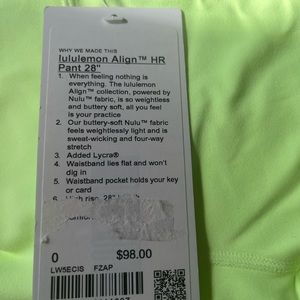 WHY WE MADE THIS
lululemon Align™ HR
Pant 28"
1. When feeling nothing is
everything. The lululemon
Align™ collection, powered by
Nulu™ fabric, is so weightless
and buttery soft, all you feel
is your practice
2. Our buttery-soft Nulu™ fabric
feels weightlessly light and is
sweat-wicking and four-way
stretch
3. Added Lycra®
4. Waistband lies flat and won't
dig in
5. Waistband pocket holds your key
or card
6. High rise, 28"
0 $98.00
LW5ECIS FZAP